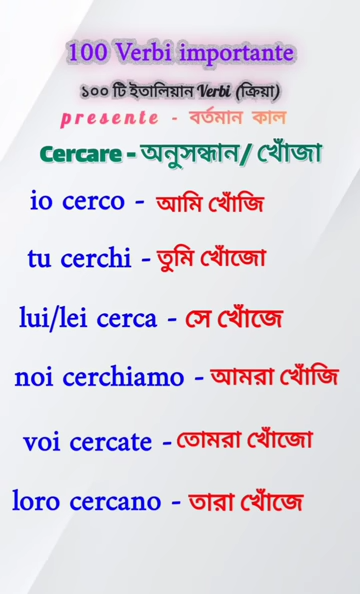 100 Verbi importante
১০০ টি ইতালিয়ান Verbi (ক্রিয়া)
presente - বর্তমান কাল
Cercare - অনুসন্ধান/ খোঁজা
io cerco - আমি খোঁজি
tu cerchi - তুমি খোঁজো
lui/lei cerca - সে খোঁজে
noi cerchiamo - আমরা খোঁজি
voi cercate - তোমরা খোঁজো
loro cercano - তারা খোঁজে